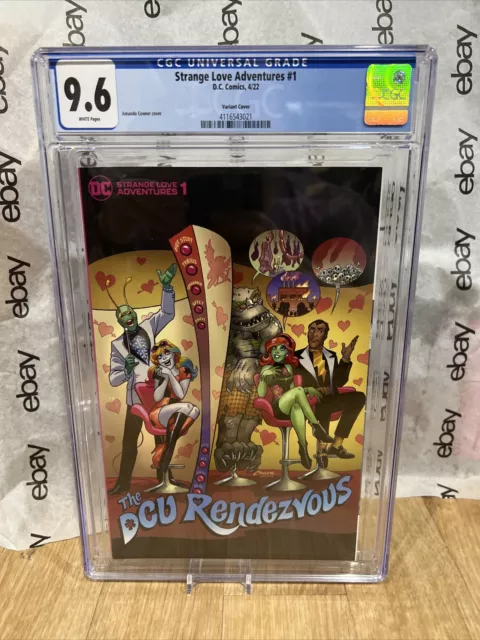 CGC UNIVERSAL GRADE
9.6
WHITE Pages
Strange Love Adventures #1
D.C. Comics, 4/22
Variant Cover
Amanda Conner cover
4116543021
CGC
DC
STRANGE LOVE
ADVENTURES 1
The
DCU Rendezvous
ebay
ebay
ebay
ebay
ebay
ebay
ebay
ebay
ebay
ebay